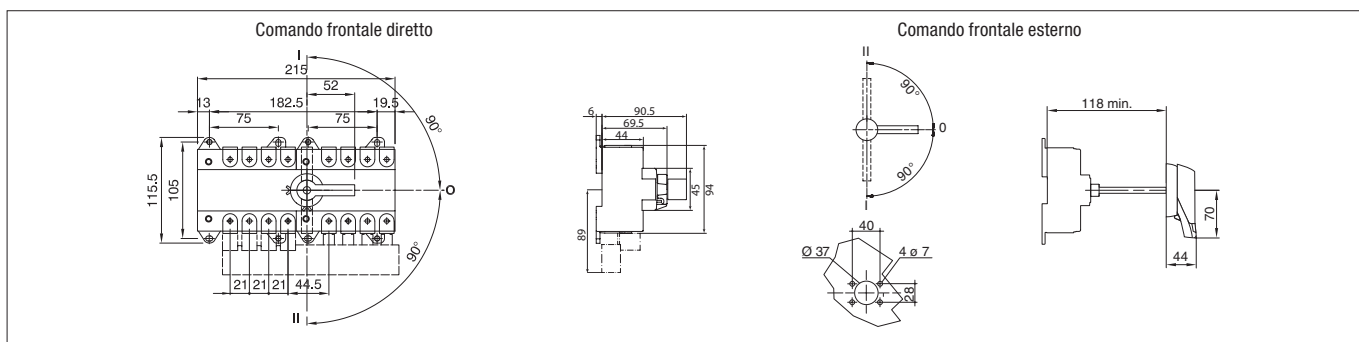 Comando frontale diretto
I
215
52
13
182.5
19.5
75
75
90°
115.5
105
O
90°
21
21
21
44.5
II
6
90.5
69.5
44
45
94
89
Comando frontale esterno
II
90°
0
90°
I
40
Ø 37
4 ø 7
28
118 min.
70
44